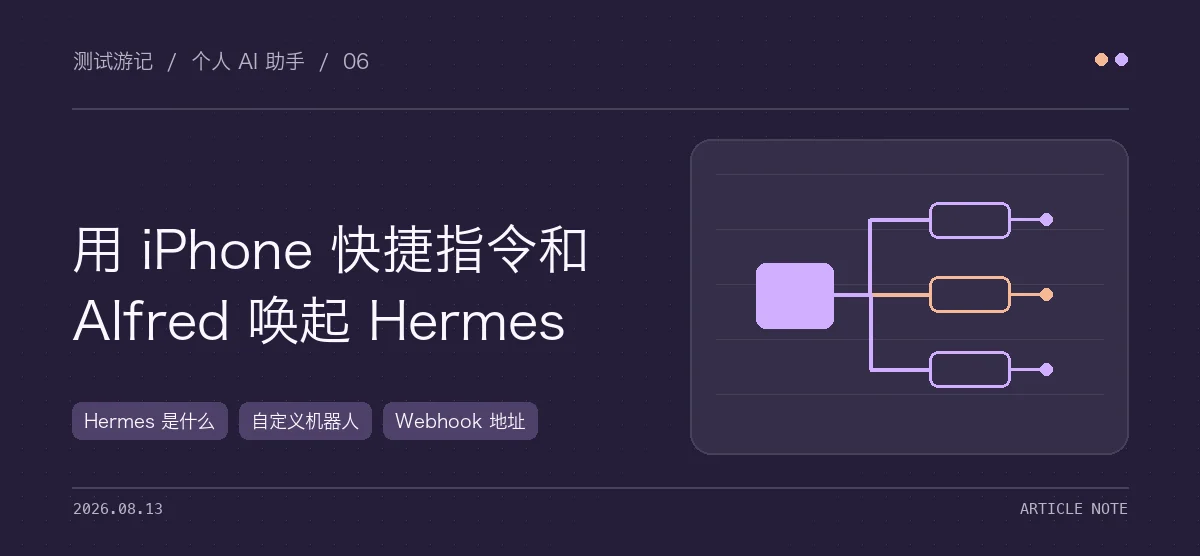 测试游记 / 个人 AI 助手 / 06
用 iPhone 快捷指令和
Alfred 唤起 Hermes
Hermes 是什么 自定义机器人 Webhook 地址
2026.08.13 ARTICLE NOTE